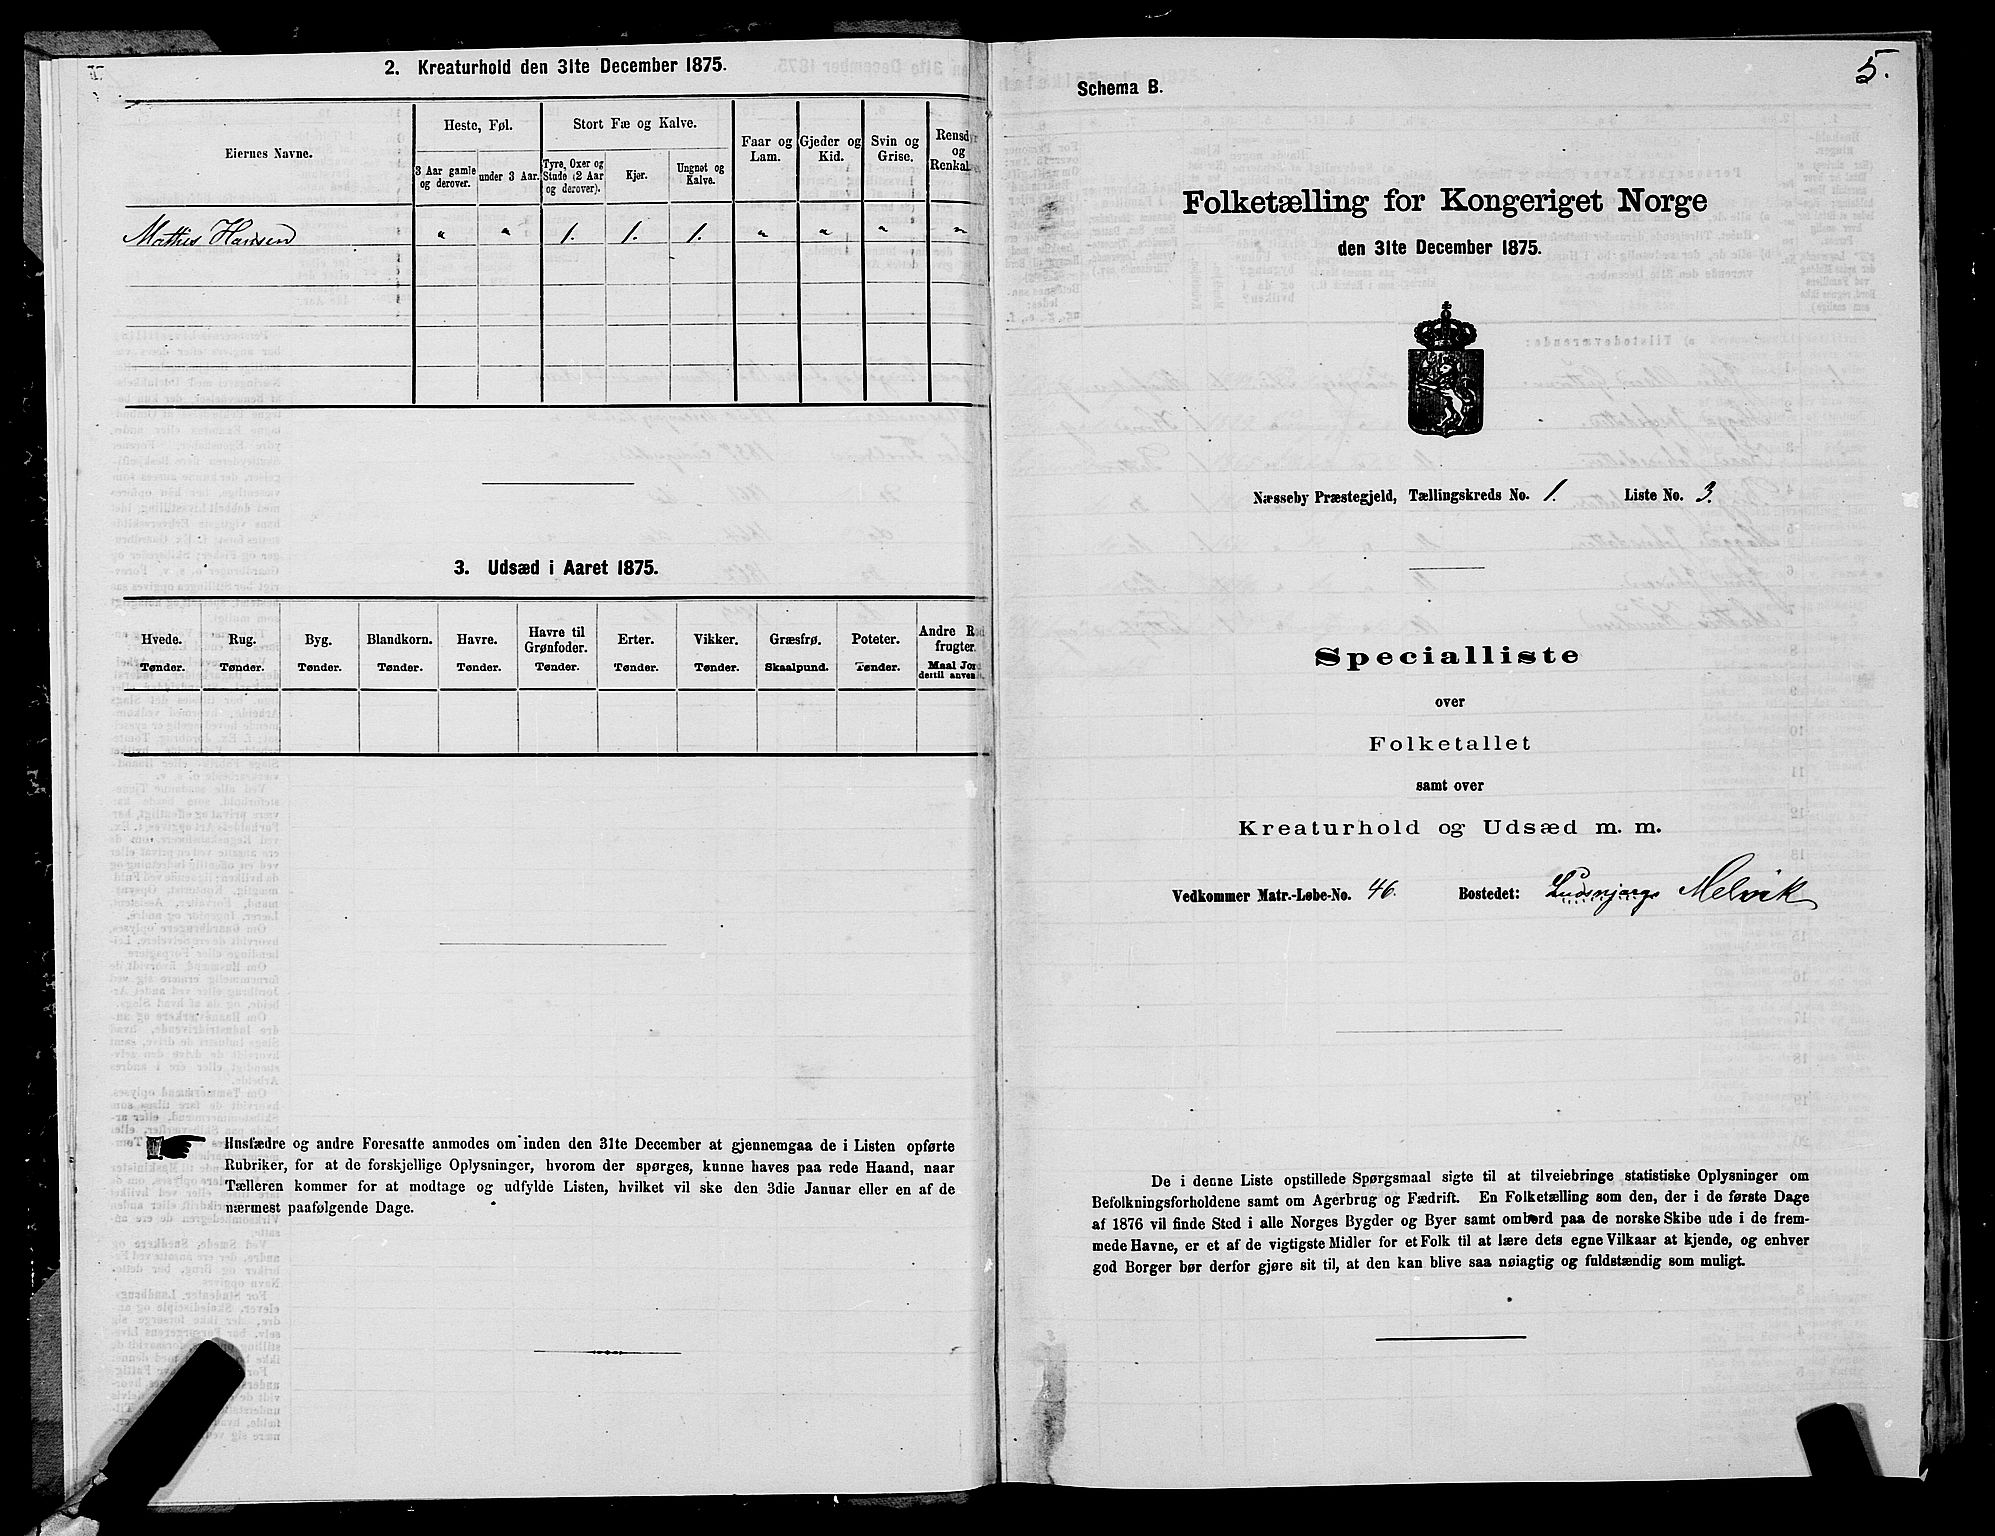 2. Kreaturhold den 31te December 1875.
Eiernes Navne.
Heste, Føl.
Stort Fæ og Kalve.
Faar og Lam.
Gjeder og Kid.
Svin og Grise.
Rensdyr og Renkal
3 Aar gamle og derover.
under 3 Aar.
Tyre, Oxer og Stude (2 Aar og derover).
Kjør.
Ungnøt og Kalve.
Mathis Hansen " " 1. 1. 1. " " " "
3. Udsæd i Aaret 1875.
Hvede. Rug. Byg. Blandkorn. Havre. Havre til Grønfoder. Erter. Vikker. Græsfrø. Poteter. Andre Rod frugter.
Tønder. Tønder. Tønder. Tønder. Tønder. Tønder. Tønder. Tønder. Skaalpund. Tønder. Maal Jord dertil anven
Husfædre og andre Foresatte anmodes om inden den 31te December at gjennemgaa de i Listen opførte
Rubriker, for at de forskjellige Oplysninger, hvorom der spørges, kunne haves paa rede Haand, naar
Tælleren kommer for at modtage og udfylde Listen, hvilket vil ske den 3die Januar eller en af de
nærmest paafølgende Dage.
5.
Schema B.
Folketælling for Kongeriget Norge
den 31te December 1875.
Næsseby Præstegjeld, Tællingskreds No. 1. Liste No. 3.
Specialliste
over
Folketallet
samt over
Kreaturhold og Udsæd m. m.
Vedkommer Matr.-Løbe-No. 46. Bostedet: Melvik
De i denne Liste opstillede Spørgsmaal sigte til at tilveiebringe statistiske Oplysninger om
Befolkningsforholdene samt om Agerbrug og Fædrift. En Folketælling som den, der i de første Dage
af 1876 vil finde Sted i alle Norges Bygder og Byer samt ombord paa de norske Skibe ude i de frem-
mede Havne, er et af de vigtigste Midler for et Folk til at lære dets egne Vilkaar at kjende, og enhver
god Borger bør derfor gjøre sit til, at den kan blive saa nøiagtig og fuldstændig som muligt.